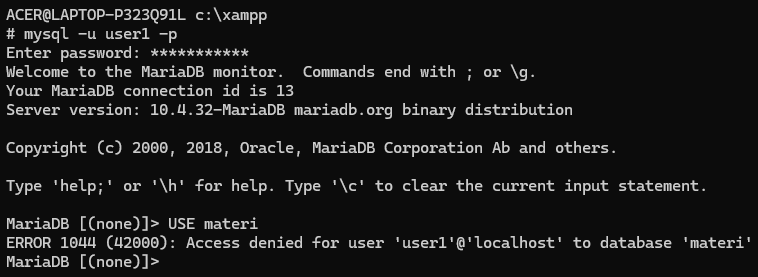 ACER@LAPTOP-P323Q91L c:\xampp
# mysql -u user1 -p
Enter password: ***********
Welcome to the MariaDB monitor.  Commands end with ; or \g.
Your MariaDB connection id is 13
Server version: 10.4.32-MariaDB mariadb.org binary distribution

Copyright (c) 2000, 2018, Oracle, MariaDB Corporation Ab and others.

Type 'help;' or '\h' for help. Type '\c' to clear the current input statement.

MariaDB [(none)]> USE materi
ERROR 1044 (42000): Access denied for user 'user1'@'localhost' to database 'materi'
MariaDB [(none)]>